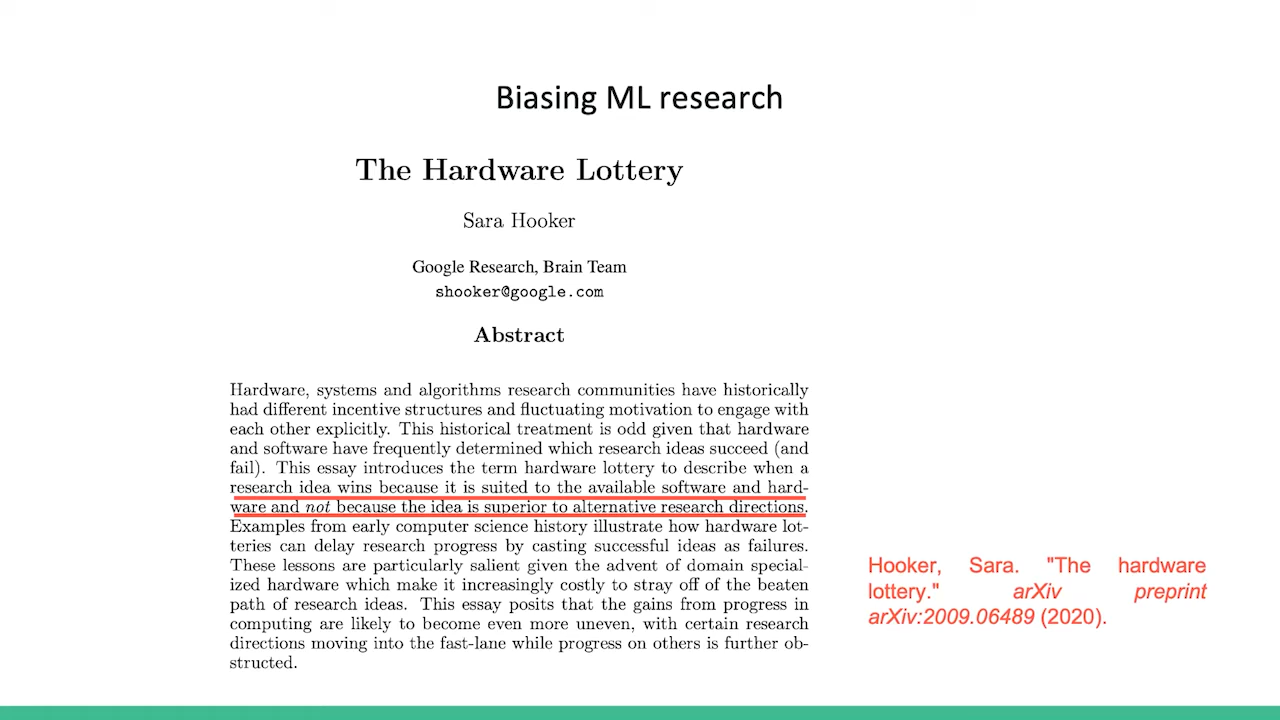 Biasing ML research
The Hardware Lottery
Sara Hooker
Google Research, Brain Team
shooker@google.com
Abstract
Hardware, systems and algorithms research communities have historically
had different incentive structures and fluctuating motivation to engage with
each other explicitly. This historical treatment is odd given that hardware
and software have frequently determined which research ideas succeed (and
fail). This essay introduces the term hardware lottery to describe when a
research idea wins because it is suited to the available software and hard-
ware and not because the idea is superior to alternative research directions.
Examples from early computer science history illustrate how hardware lot-
teries can delay research progress by casting successful ideas as failures.
These lessons are particularly salient given the advent of domain special-
ized hardware which make it increasingly costly to stray off of the beaten
path of research ideas. This essay posits that the gains from progress in
computing are likely to become even more uneven, with certain research
directions moving into the fast-lane while progress on others is further ob-
structed.
Hooker, Sara. "The hardware
lottery." arXiv preprint
arXiv:2009.06489 (2020).